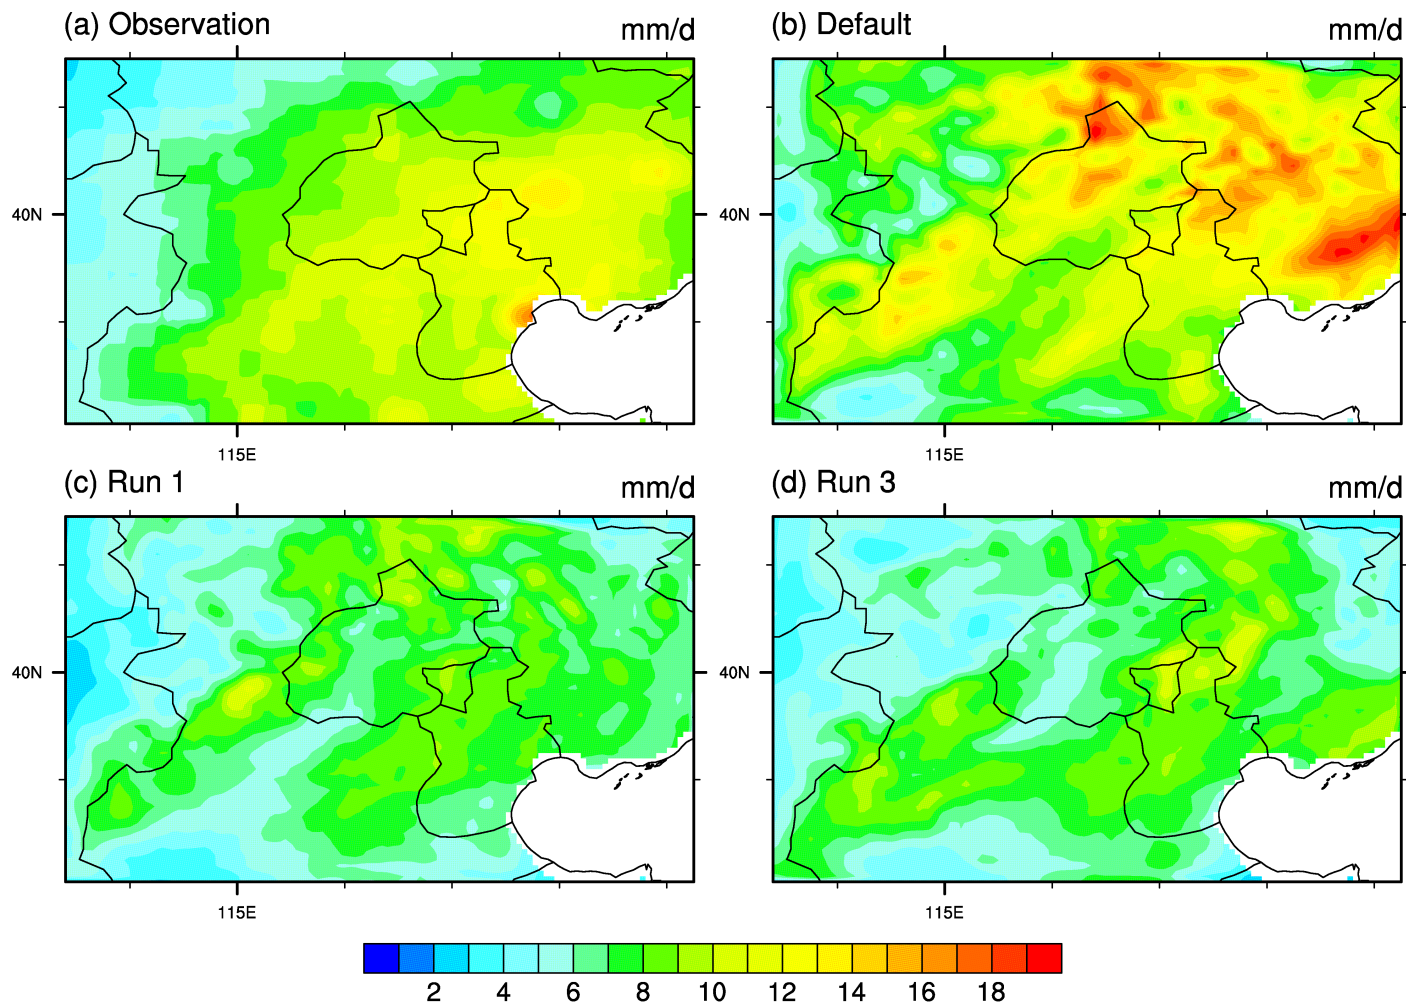 (a) Observation mm/d
(b) Default mm/d
40N
40N
115E
115E
(c) Run 1 mm/d
(d) Run 3 mm/d
40N
40N
115E
115E
2 4 6 8 10 12 14 16 18